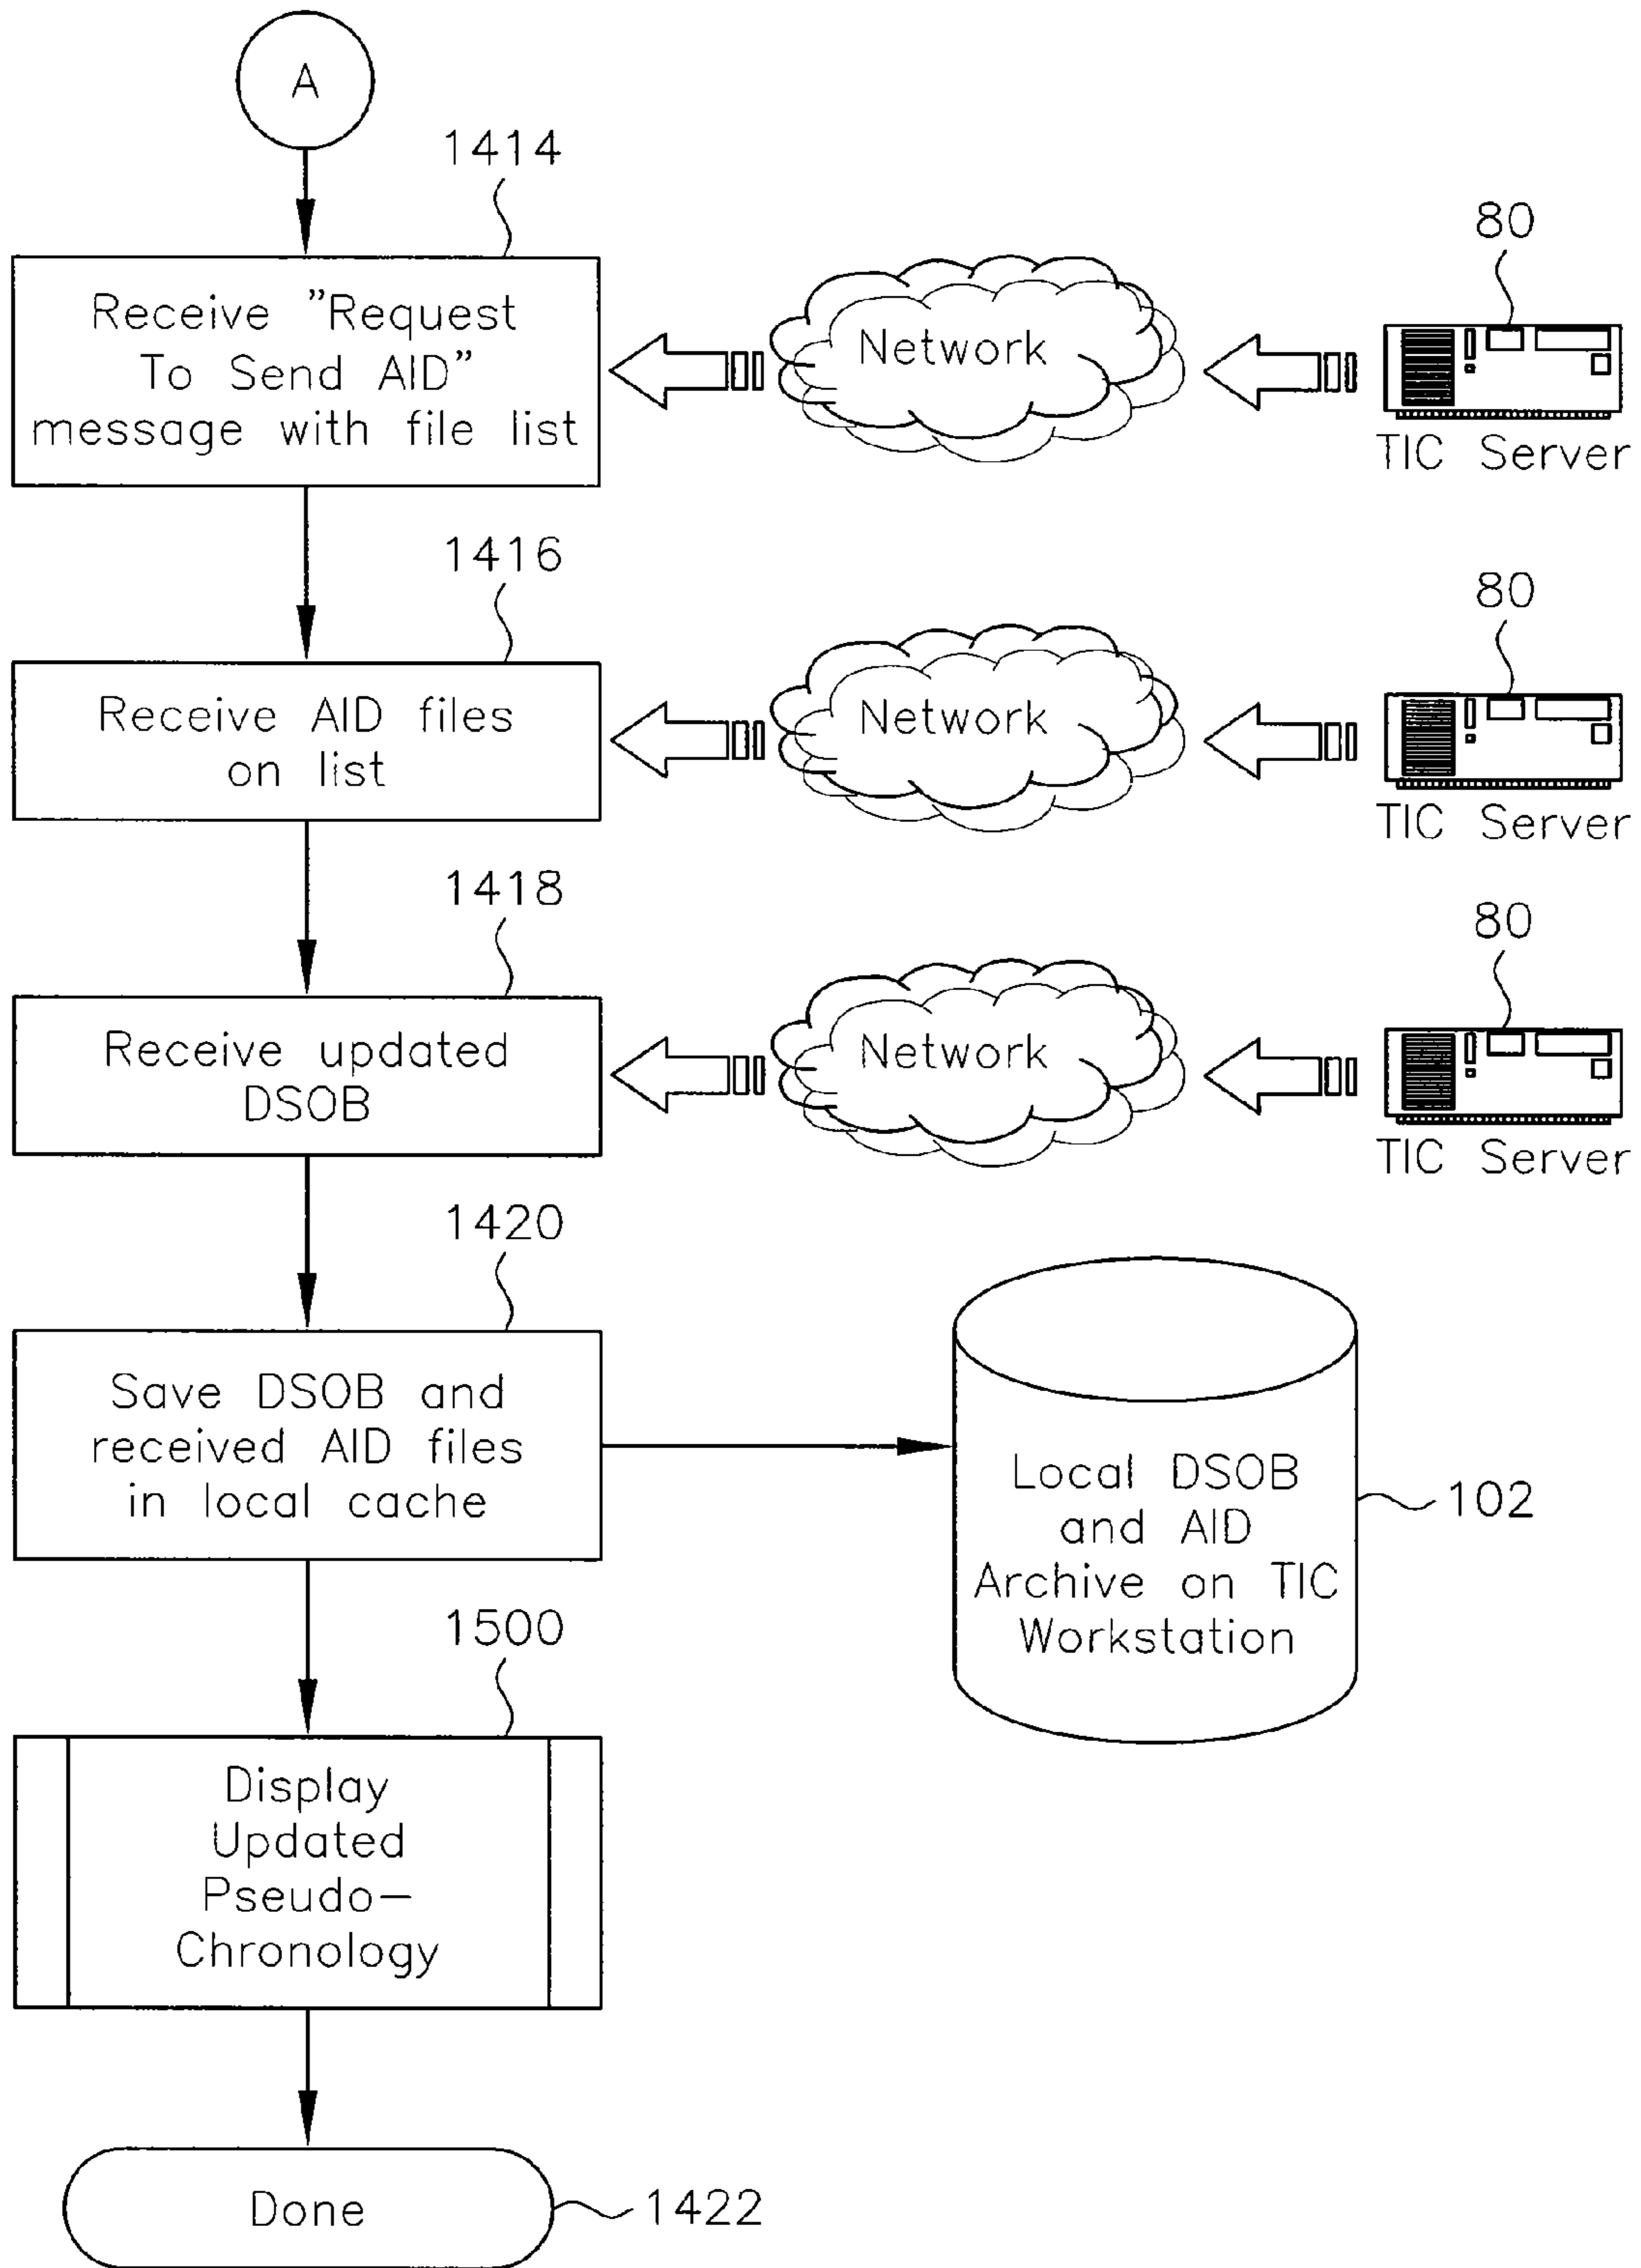 A
1414
Receive ”Request
To Send AID”
message with file list
Network
80
TIC Server
1416
Receive AID files
on list
Network
80
TIC Server
1418
Receive updated
DSOB
Network
80
TIC Server
1420
Save DSOB and
received AID files
in local cache
Local DSOB
and AID
Archive on TIC
Workstation
102
1500
Display
Updated
Pseudo–
Chronology
Done
1422